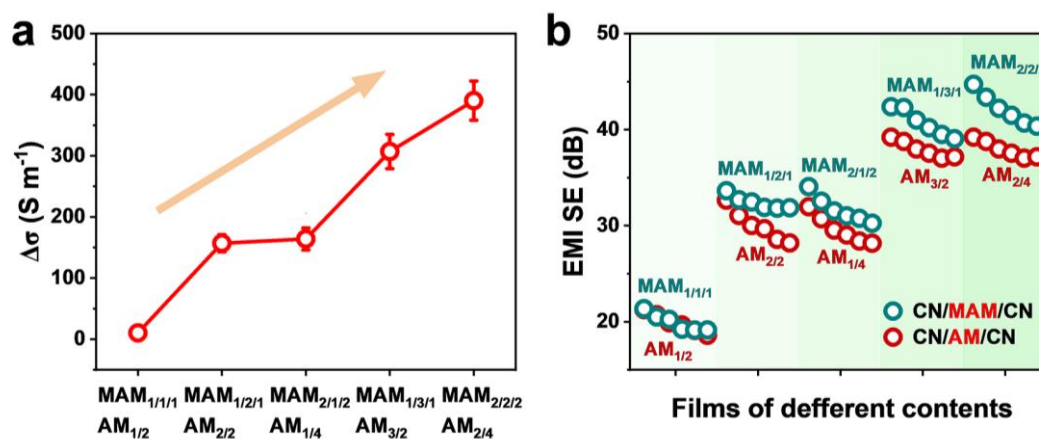 a
500
400
300
200
100
0
Δσ (S m⁻¹)
MAM₁/₁/₁ MAM₁/₂/₁ MAM₂/₁/₂ MAM₁/₃/₁ MAM₂/₂/₂
AM₁/₂ AM₂/₂ AM₁/₄ AM₃/₂ AM₂/₄
b
50
40
30
20
EMI SE (dB)
MAM₁/₁/₁
AM₁/₂
MAM₁/₂/₁
AM₂/₂
MAM₂/₁/₂
AM₁/₄
MAM₁/₃/₁
AM₃/₂
MAM₂/₂/
AM₂/₄
CN/MAM/CN
CN/AM/CN
Films of defferent contents